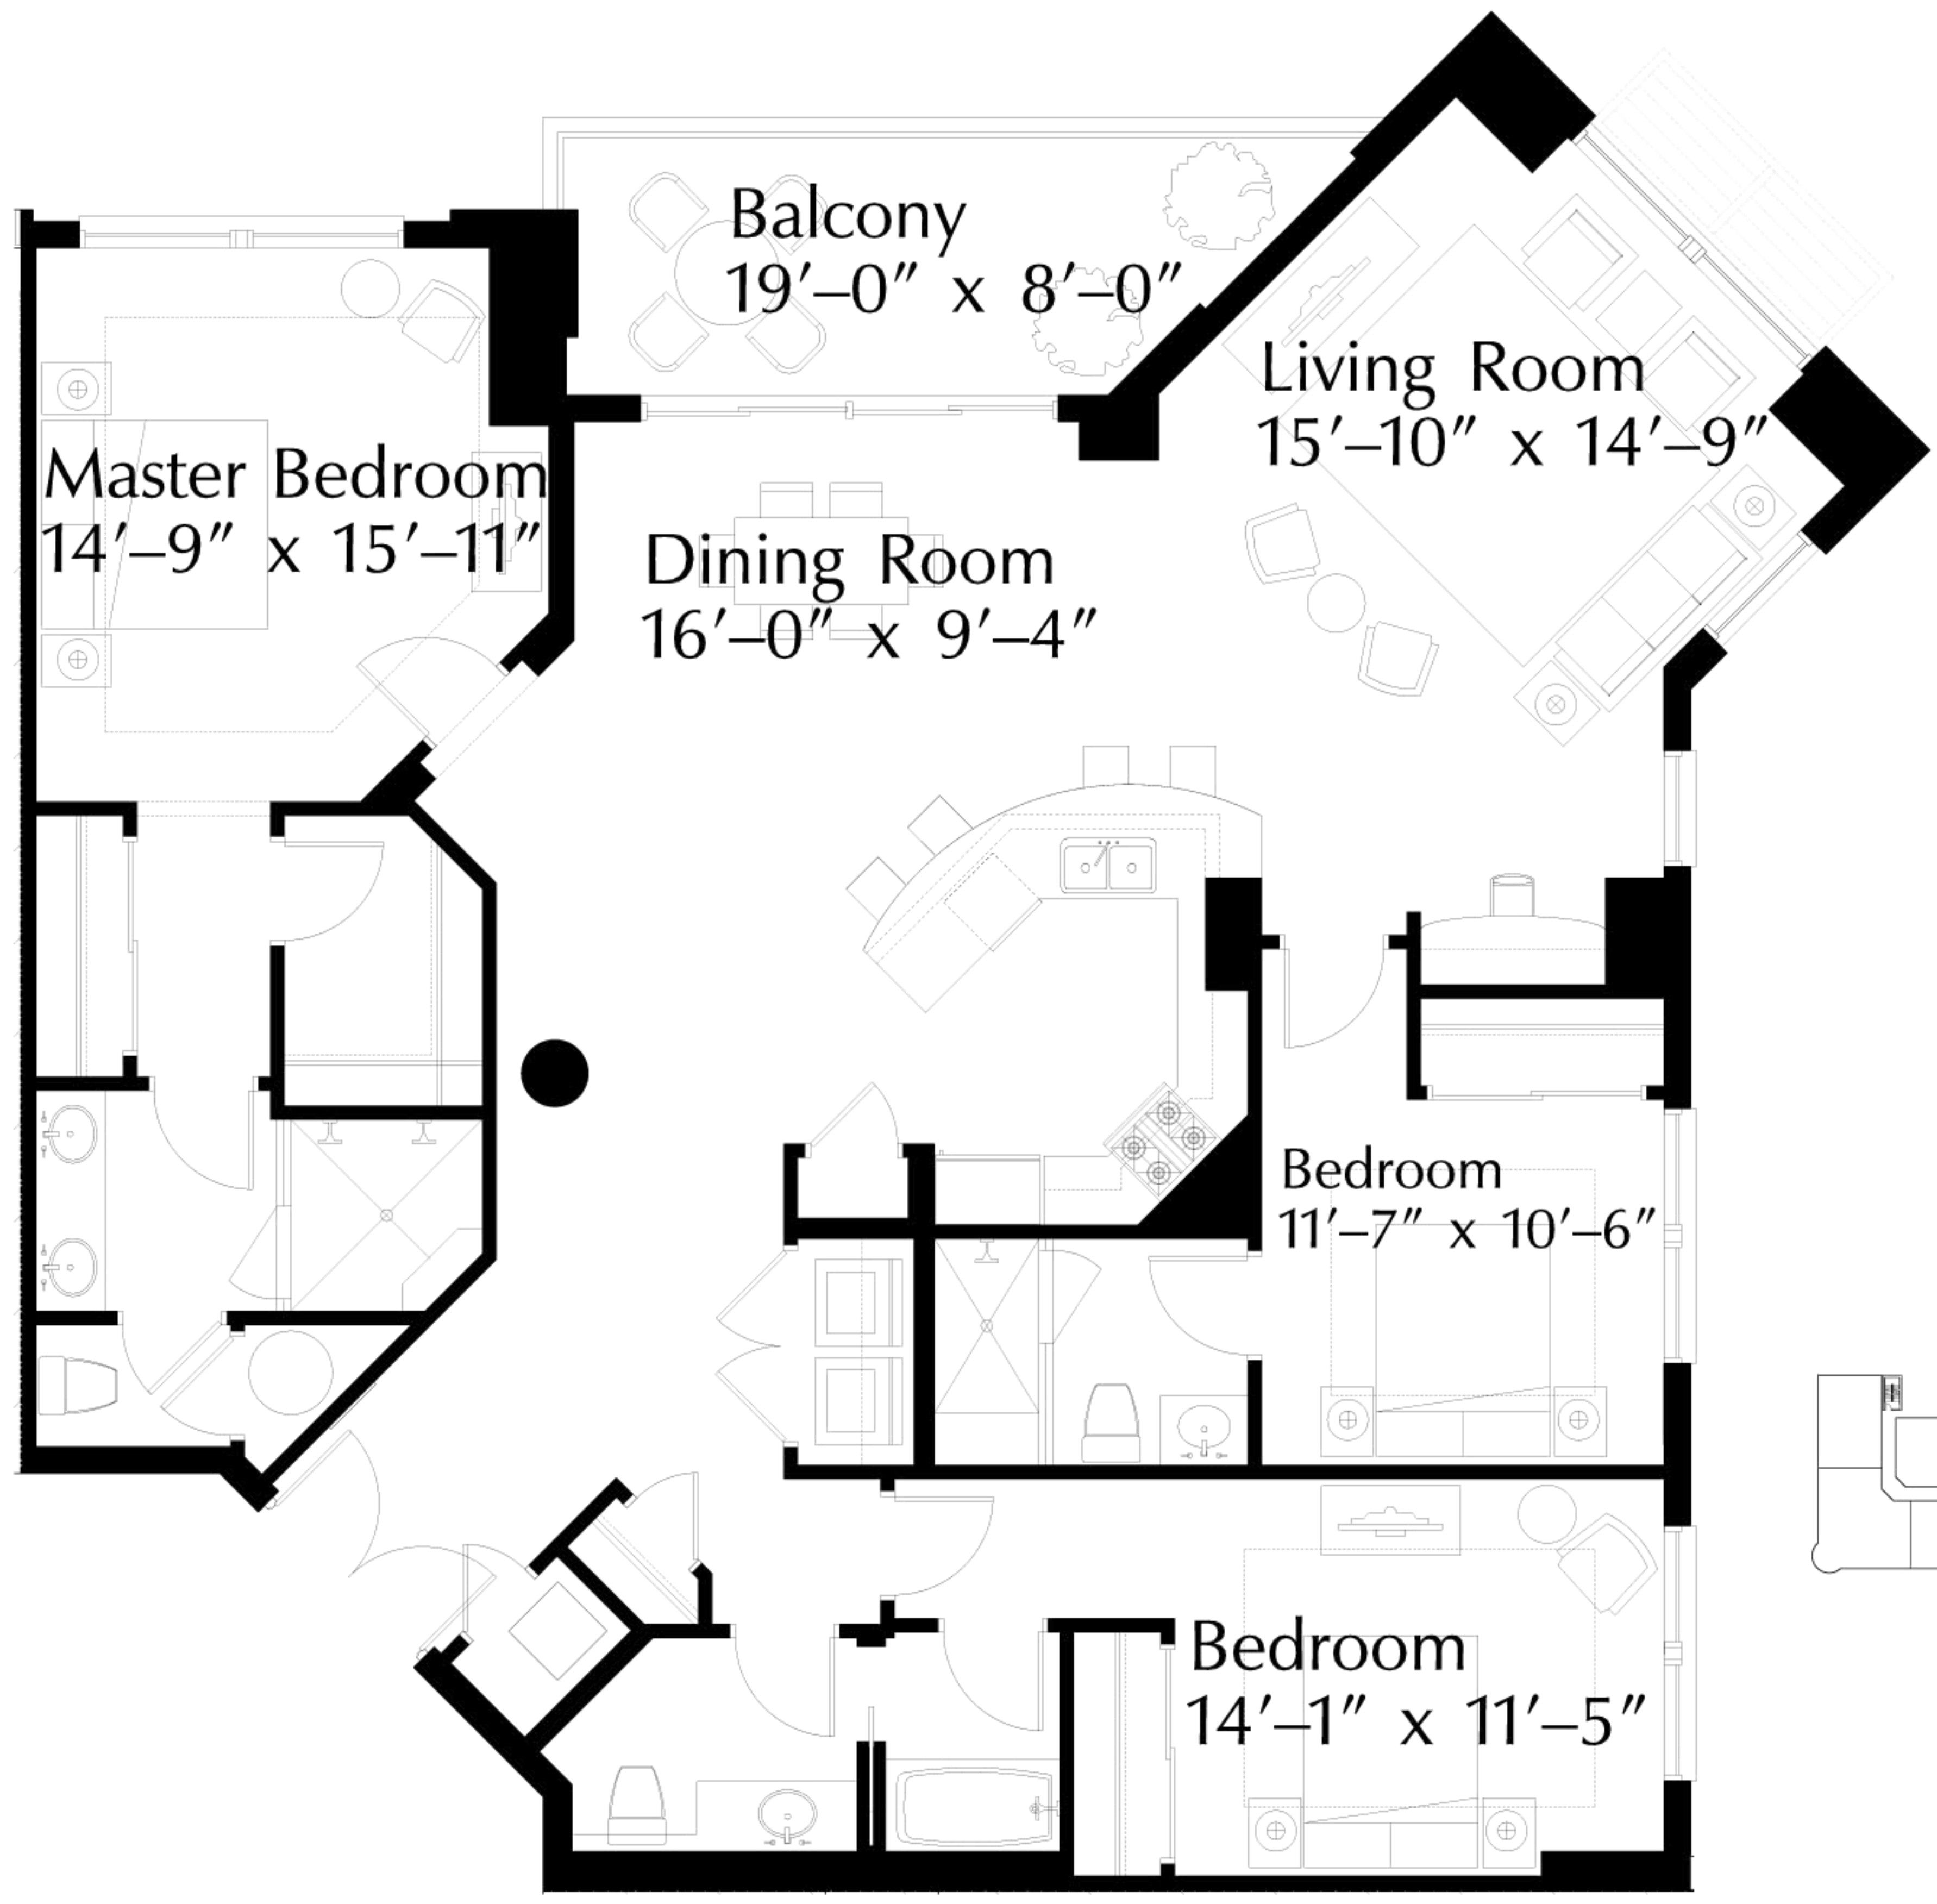 Balcony
19′–0″ x 8′–0″
Living Room
15′–10″ x 14′–9″
Master Bedroom
14′–9″ x 15′–11″
Dining Room
16′–0″ x 9′–4″
Bedroom
11′–7″ x 10′–6″
Bedroom
14′–1″ x 11′–5″